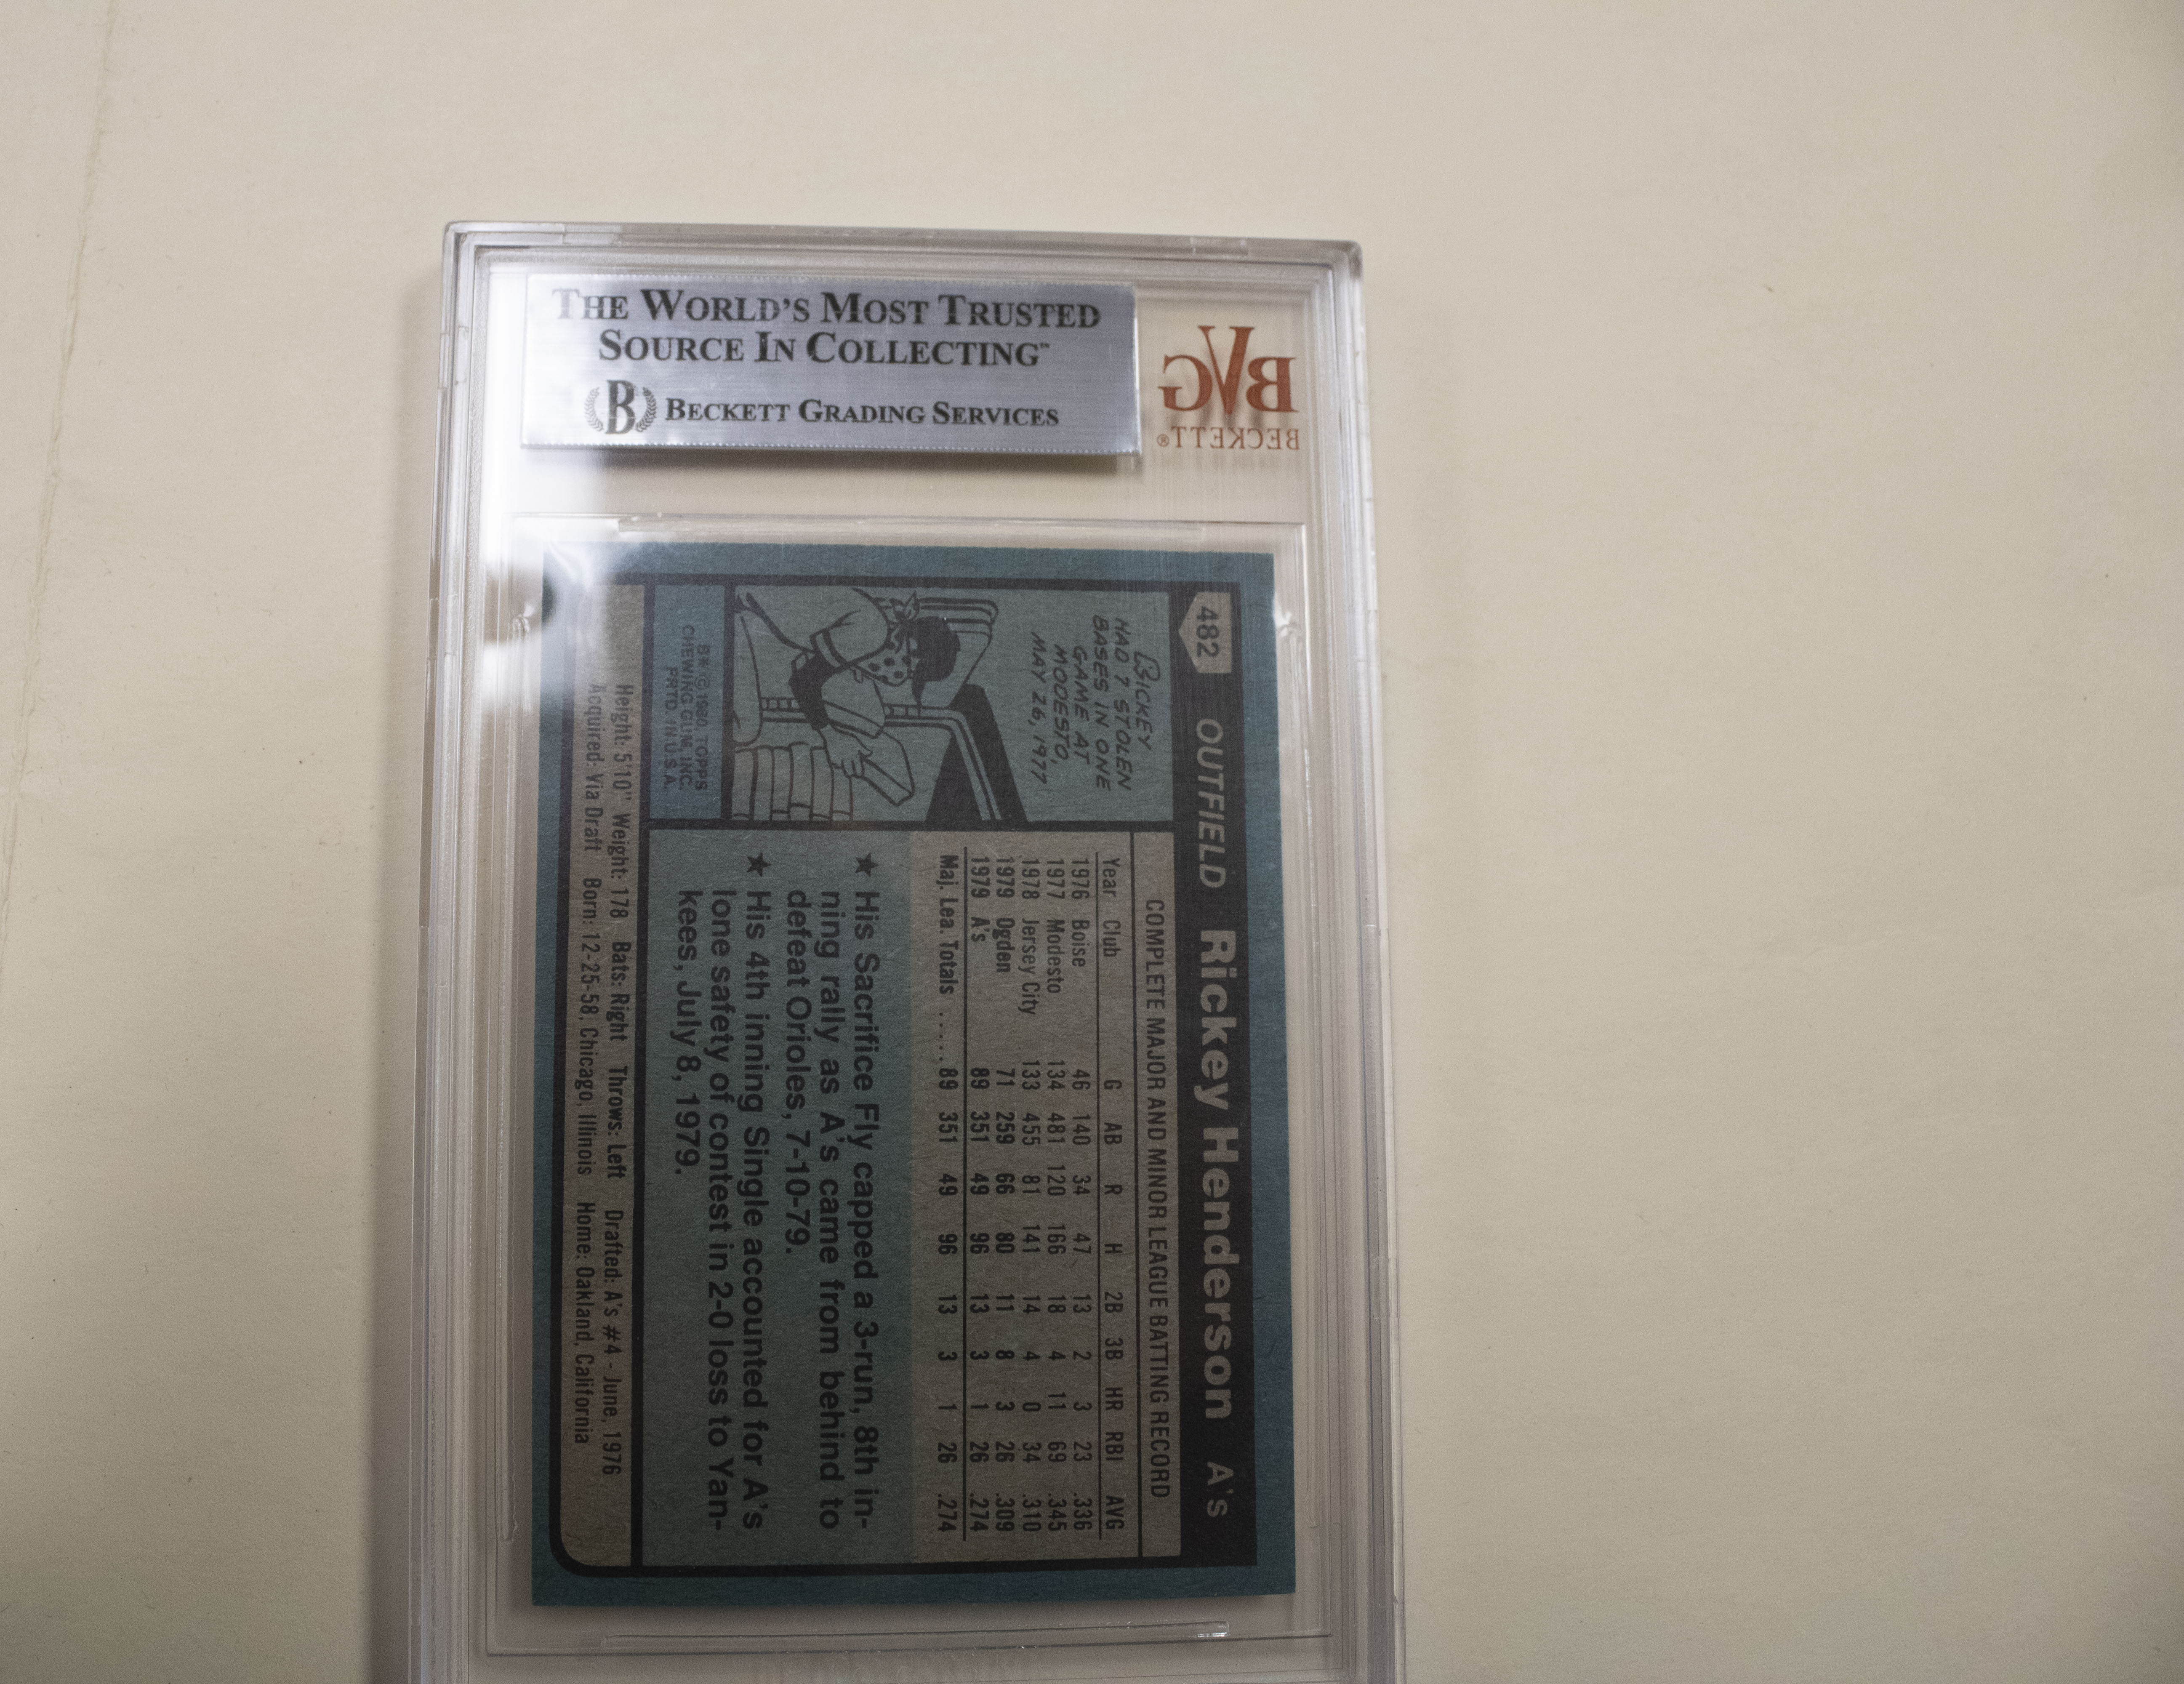 THE WORLD'S MOST TRUSTED
SOURCE IN COLLECTING™
B BECKETT GRADING SERVICES
BVG
BECKETT®
482 OUTFIELD Rickey Henderson A's
RICKEY
HAD 7 STOLEN
BASES IN ONE
GAME AT
MODESTO,
MAY 26, 1977
B* © 1980 TOPPS
CHEWING GUM, INC.
PRTD. IN U.S.A.
COMPLETE MAJOR AND MINOR LEAGUE BATTING RECORD
Year Club G AB R H 2B 3B HR RBI AVG
1976 Boise 46 140 34 47 13 2 3 23 .336
1977 Modesto 134 481 120 166 18 4 11 69 .345
1978 Jersey City 133 455 81 141 14 4 0 34 .310
1979 Ogden 71 259 66 80 11 8 3 26 .309
1979 A's 89 351 49 96 13 3 1 26 .274
Maj. Lea. Totals ..... 89 351 49 96 13 3 1 26 .274
★ His Sacrifice Fly capped a 3-run, 8th in-
ning rally as A's came from behind to
defeat Orioles, 7-10-79.
★ His 4th inning Single accounted for A's
lone safety of contest in 2-0 loss to Yan-
kees, July 8, 1979.
Height: 5'10" Weight: 178 Bats: Right Throws: Left Drafted: A's #4 - June, 1976
Acquired: Via Draft Born: 12-25-58, Chicago, Illinois Home: Oakland, California